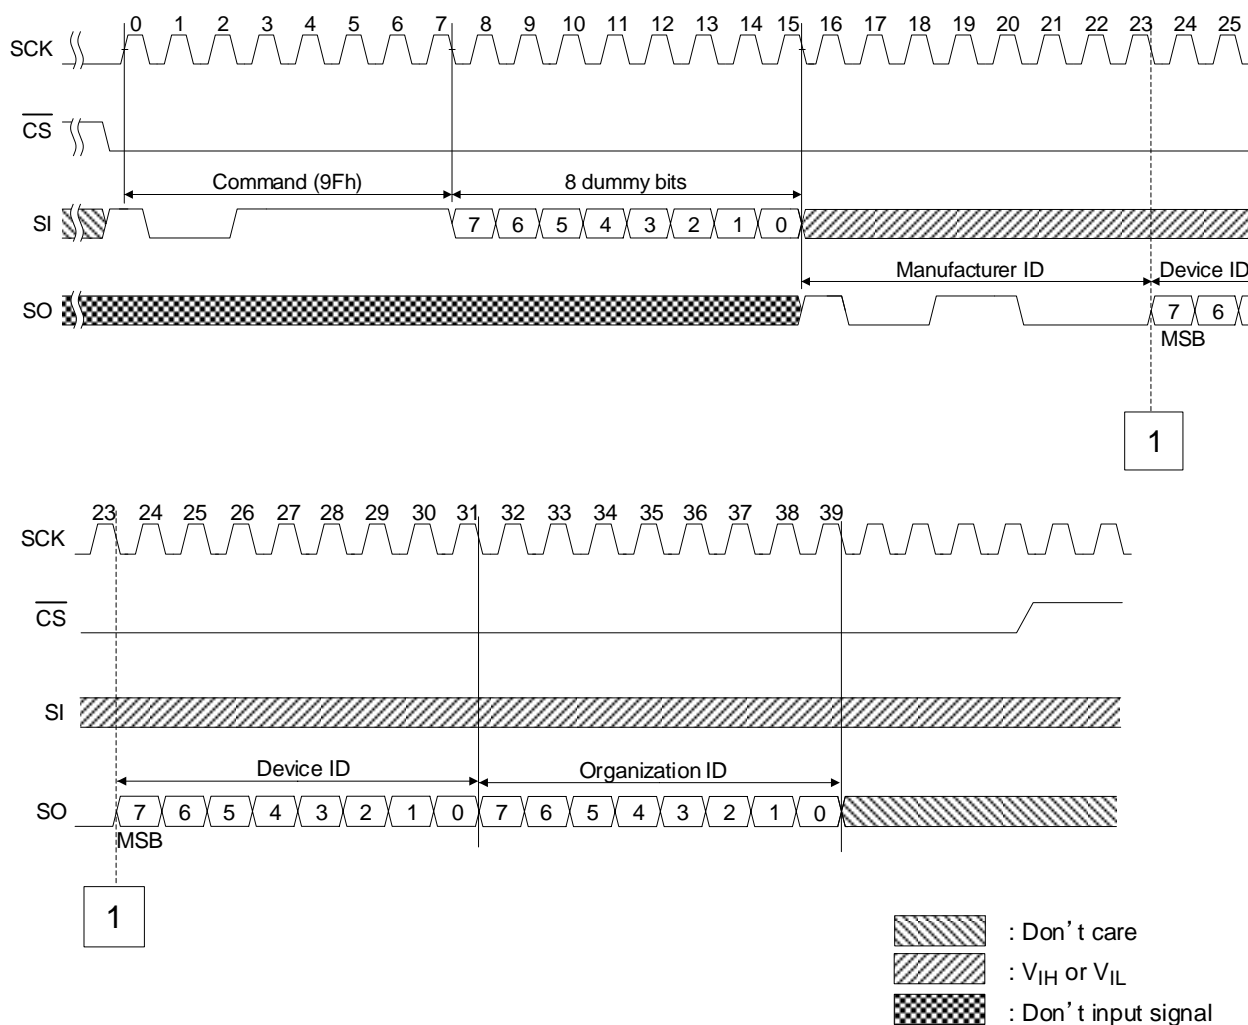 0 1 2 3 4 5 6 7 8 9 10 11 12 13 14 15 16 17 18 19 20 21 22 23 24 25
SCK
CS
Command (9Fh) 8 dummy bits
SI 7 6 5 4 3 2 1 0
Manufacturer ID Device ID
SO 7 6
MSB
1
23 24 25 26 27 28 29 30 31 32 33 34 35 36 37 38 39
SCK
CS
SI
Device ID Organization ID
SO 7 6 5 4 3 2 1 0 7 6 5 4 3 2 1 0
MSB
1
: Don't care
: VIH or VIL
: Don't input signal